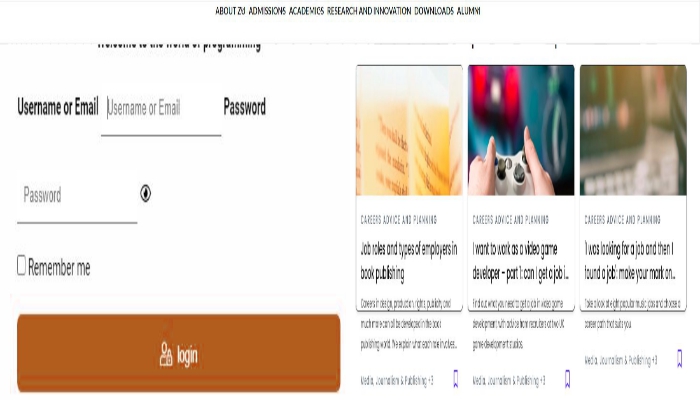 ABOUT ZU ADMISSIONS ACADEMICS RESEARCH AND INNOVATION DOWNLOADS ALUMNI
Welcome to the world of programming
Username or Email
Username or Email
Password
Password
Remember me
login
CAREERS ADVICE AND PLANNING
Job roles and types of employers in
book publishing
Careers in design, production, rights, publicity and
much more can all be developed in the book
publishing world. We explain what each role involves...
Media, Journalism & Publishing +3
CAREERS ADVICE AND PLANNING
I want to work as a video game
developer – part 1: can I get a job i...
Find out what you need to get a job in video game
development, with advice from recruiters at two UK
game development studios.
Media, Journalism & Publishing +3
CAREERS ADVICE AND PLANNING
'I was looking for a job and then I
found a job': make your mark on...
Take a look at eight popular music jobs and choose a
career path that suits you.
Media, Journalism & Publishing +3